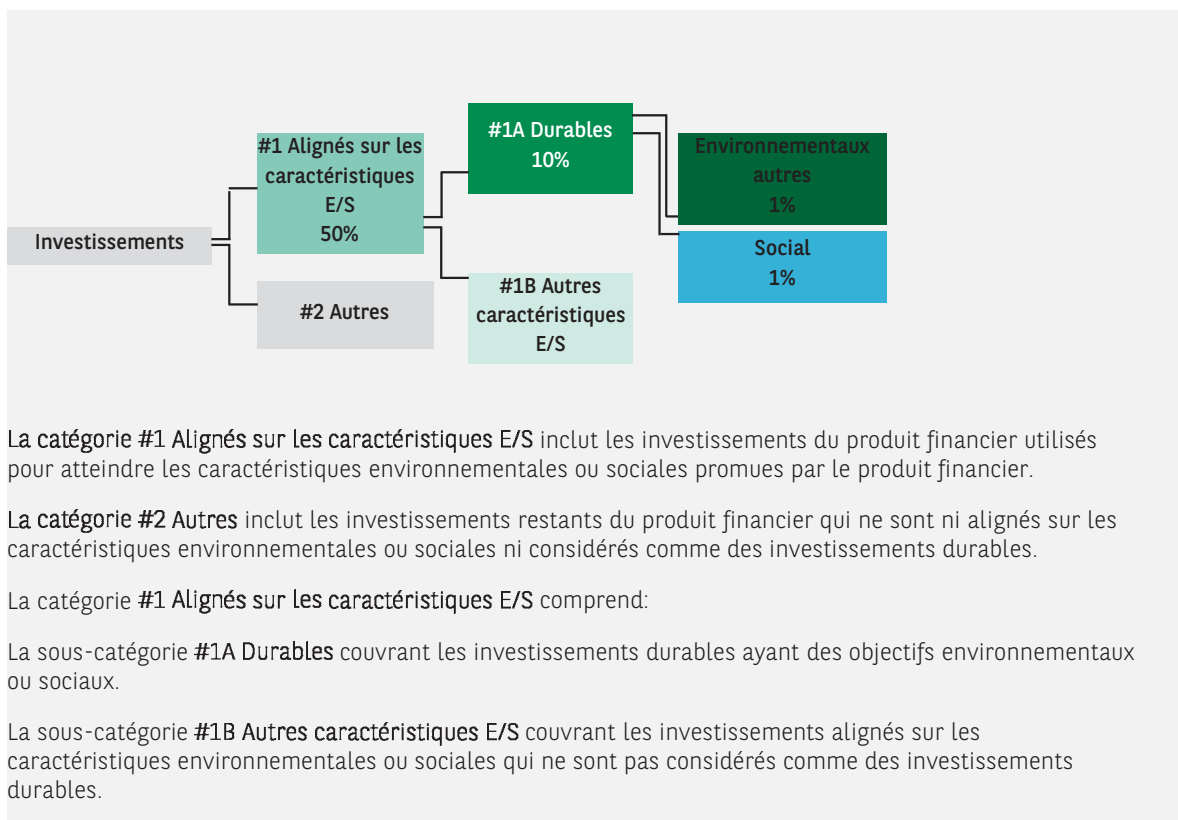 Investissements
#1 Alignés sur les
caractéristiques
E/S
50%
#2 Autres
#1A Durables
10%
#1B Autres
caractéristiques
E/S
Environnementaux
autres
1%
Social
1%
La catégorie #1 Alignés sur les caractéristiques E/S inclut les investissements du produit financier utilisés
pour atteindre les caractéristiques environnementales ou sociales promues par le produit financier.
La catégorie #2 Autres inclut les investissements restants du produit financier qui ne sont ni alignés sur les
caractéristiques environnementales ou sociales ni considérés comme des investissements durables.
La catégorie #1 Alignés sur les caractéristiques E/S comprend:
La sous-catégorie #1A Durables couvrant les investissements durables ayant des objectifs environnementaux
ou sociaux.
La sous-catégorie #1B Autres caractéristiques E/S couvrant les investissements alignés sur les
caractéristiques environnementales ou sociales qui ne sont pas considérés comme des investissements
durables.